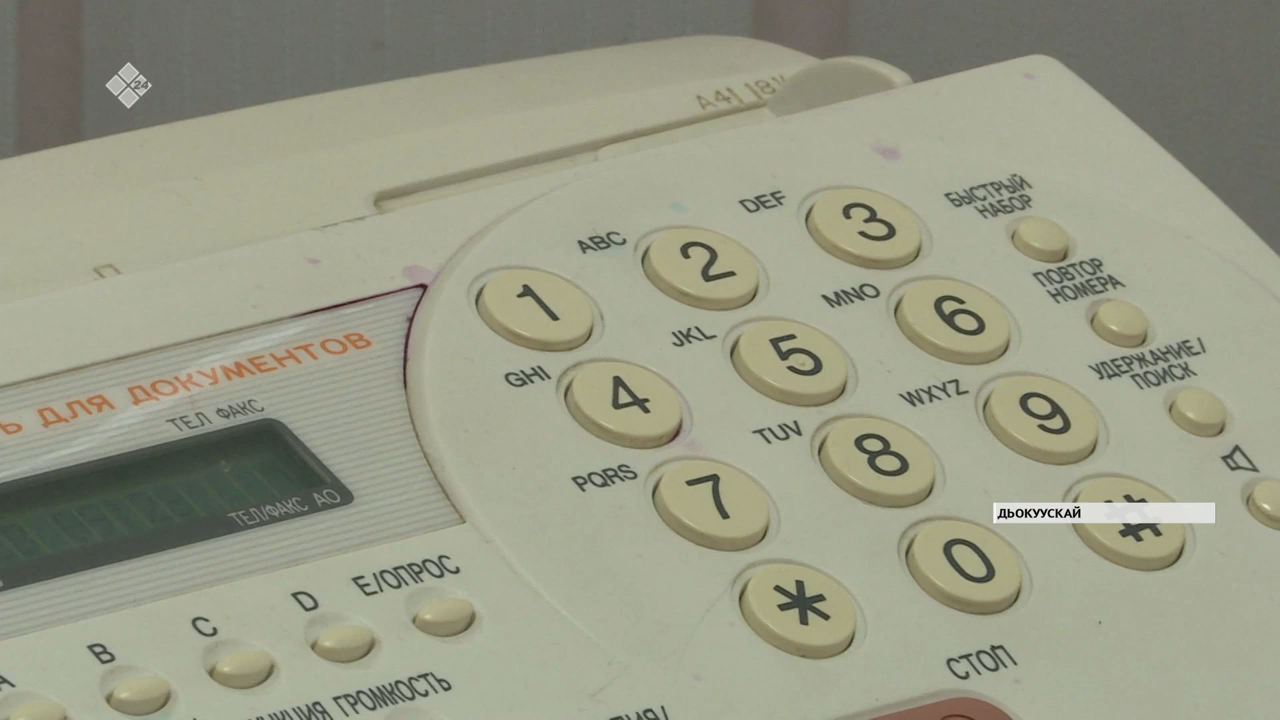 24
A4
DEF
БЫСТРЫЙ
НАБОР
ABC
3
2
ПОВТОР
НОМЕРА
1
MNO
6
JKL
5
УДЕРЖАНИЕ/
ПОИСК
ДЛЯ ДОКУМЕНТОВ
GHI
4
WXYZ
9
ТЕЛ ФАКС
TUV
8
PQRS
7
#
ТЕЛ/ФАКС АО
ДЬОКУУСКАЙ
0
*
E/ОПРОС
D
C
B
A
СТОП
ГРОМКОСТЬ